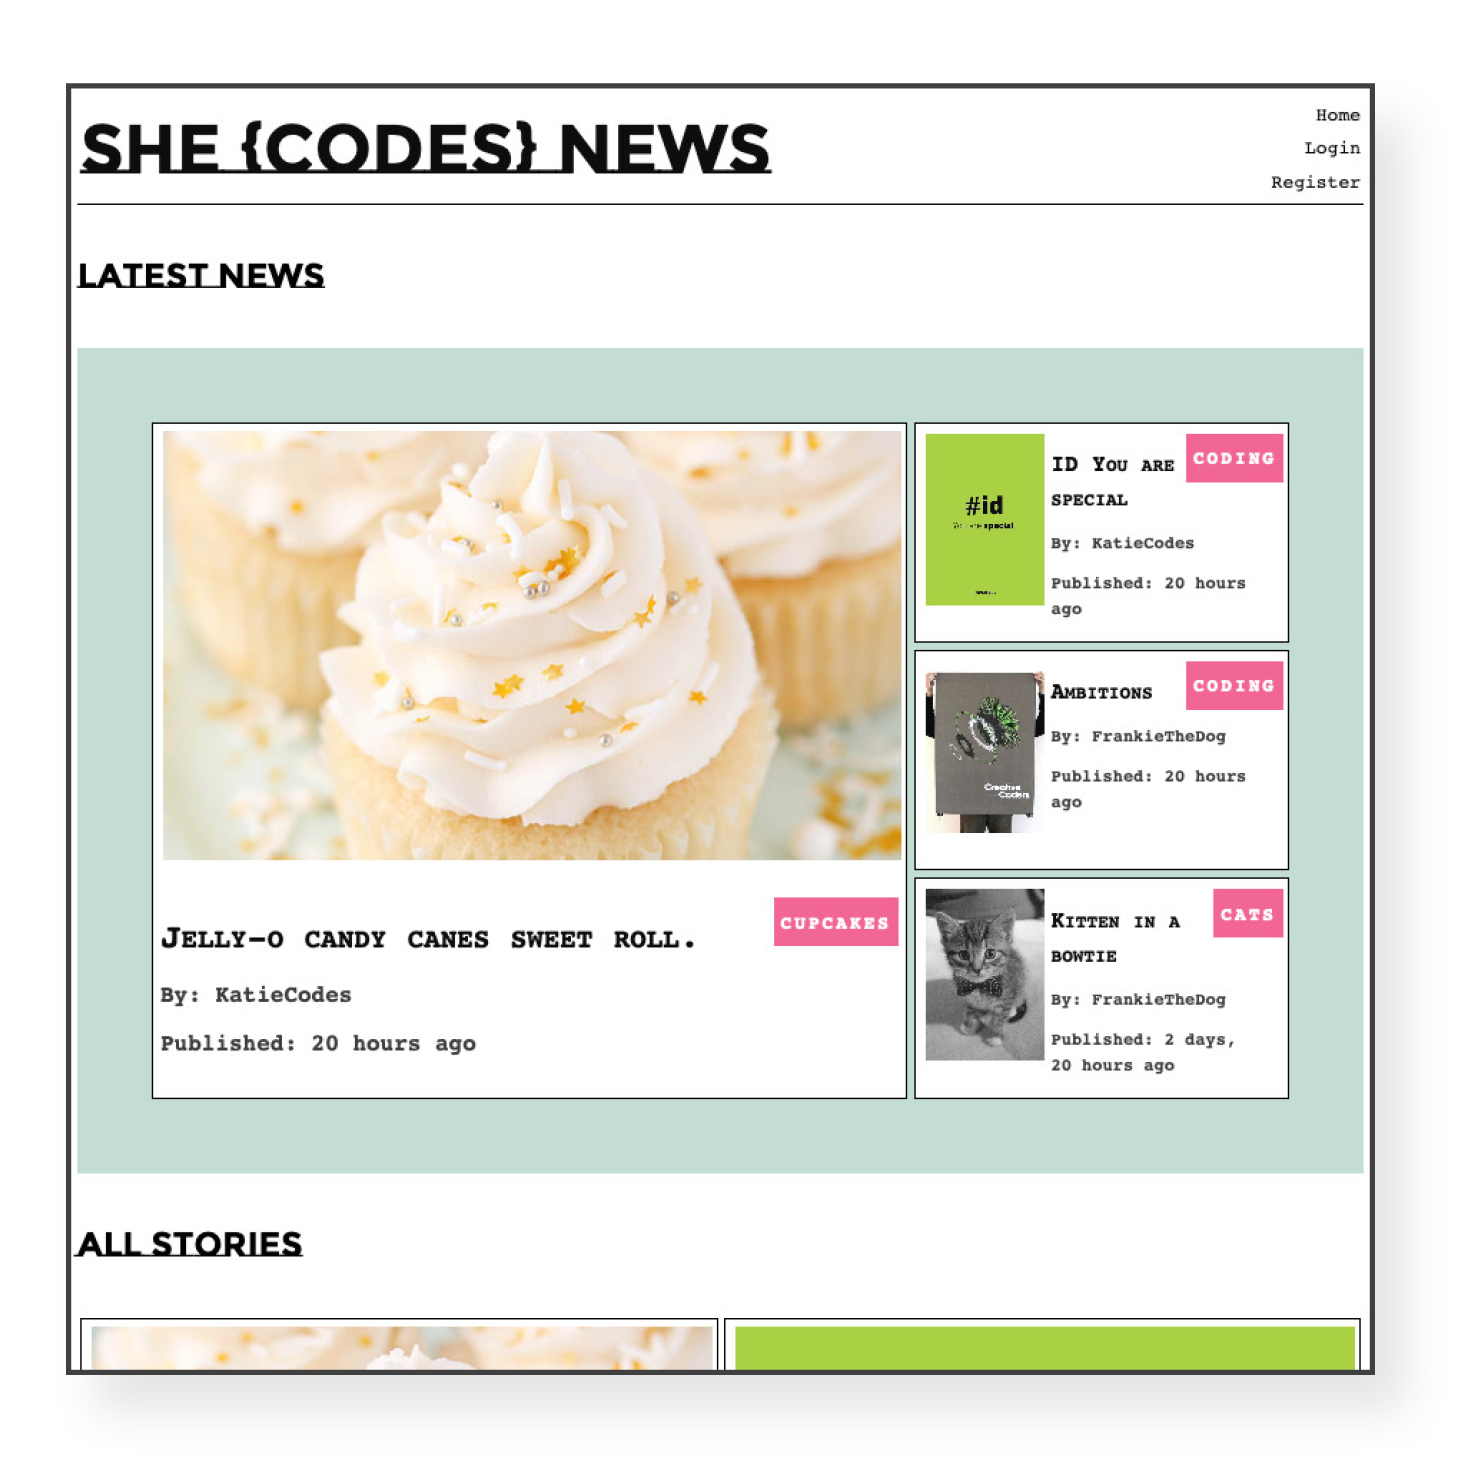 SHE {CODES} NEWS
Home
Login
Register
LATEST NEWS
CUPCAKES
JELLY-O CANDY CANES SWEET ROLL.
By: KatieCodes
Published: 20 hours ago
#id
special
CODING
ID YOU ARE
SPECIAL
By: KatieCodes
Published: 20 hours
ago
Creative
Coders
CODING
AMBITIONS
By: FrankieTheDog
Published: 20 hours
ago
CATS
KITTEN IN A
BOWTIE
By: FrankieTheDog
Published: 2 days,
20 hours ago
ALL STORIES